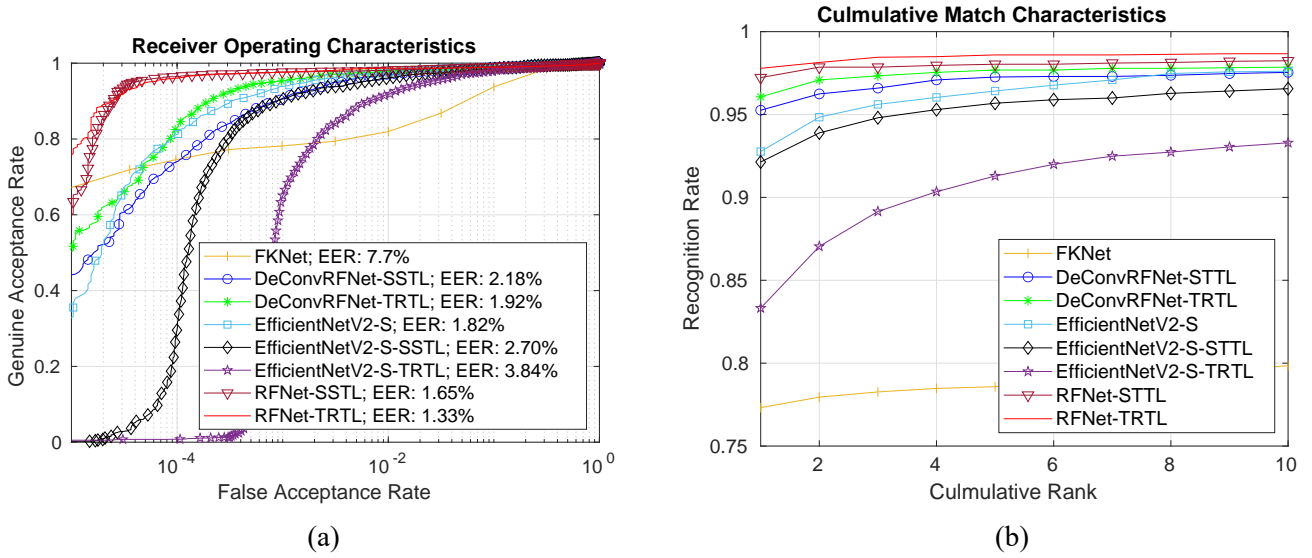 Receiver Operating Characteristics
1
0.8
0.6
0.4
0.2
0
Genuine Acceptance Rate
10^-4
10^-2
10^0
False Acceptance Rate
FKNet; EER: 7.7%
DeConvRFNet-SSTL; EER: 2.18%
DeConvRFNet-TRTL; EER: 1.92%
EfficientNetV2-S; EER: 1.82%
EfficientNetV2-S-SSTL; EER: 2.70%
EfficientNetV2-S-TRTL; EER: 3.84%
RFNet-SSTL; EER: 1.65%
RFNet-TRTL; EER: 1.33%
(a)
Culmulative Match Characteristics
1
0.95
0.9
0.85
0.8
0.75
Recognition Rate
2
4
6
8
10
Culmulative Rank
FKNet
DeConvRFNet-STTL
DeConvRFNet-TRTL
EfficientNetV2-S
EfficientNetV2-S-STTL
EfficientNetV2-S-TRTL
RFNet-STTL
RFNet-TRTL
(b)